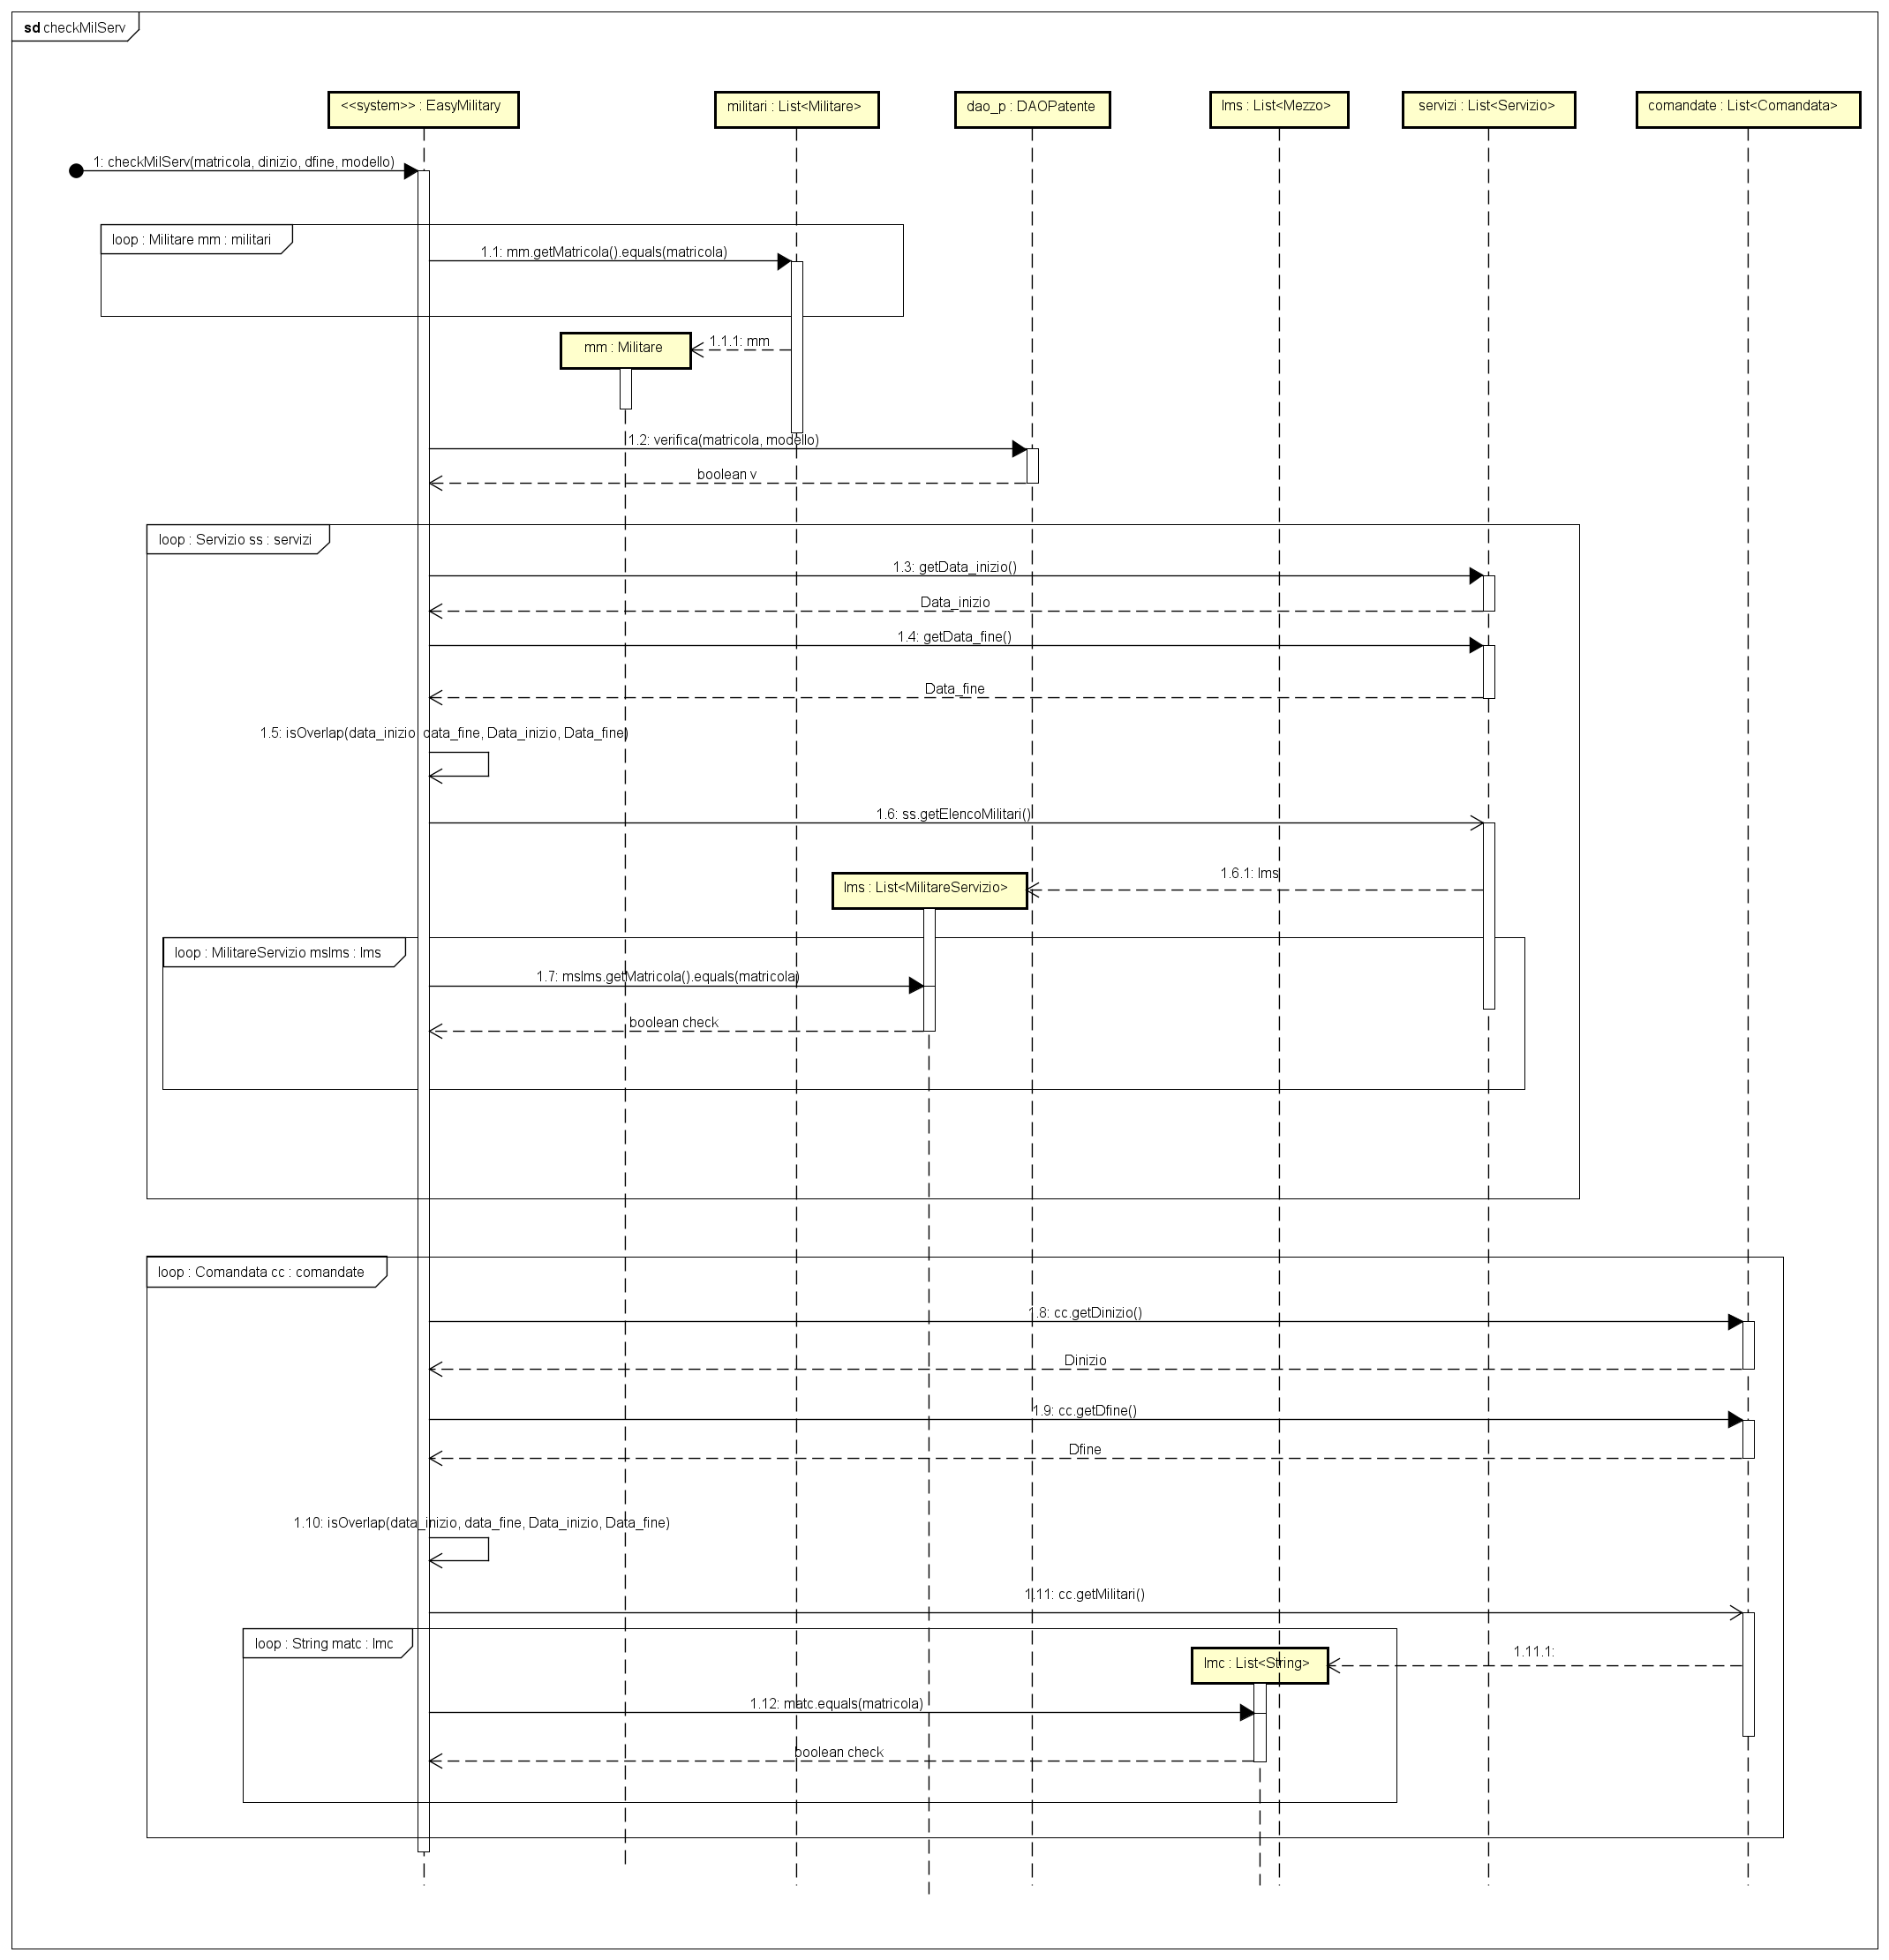 sd checkMilServ
<<system>> : EasyMilitary
militari : List<Militare>
dao_p : DAOPatente
lms : List<Mezzo>
servizi : List<Servizio>
comandate : List<Comandata>
1: checkMilServ(matricola, dinizio, dfine, modello)
loop : Militare mm : militari
1.1: mm.getMatricola().equals(matricola)
mm : Militare
1.1.1: mm
1.2: verifica(matricola, modello)
boolean v
loop : Servizio ss : servizi
1.3: getData_inizio()
Data_inizio
1.4: getData_fine()
Data_fine
1.5: isOverlap(data_inizio, data_fine, Data_inizio, Data_fine)
1.6: ss.getElencoMilitari()
lms : List<MilitareServizio>
1.6.1: lms
loop : MilitareServizio mslms : lms
1.7: mslms.getMatricola().equals(matricola)
boolean check
loop : Comandata cc : comandate
1.8: cc.getDinizio()
Dinizio
1.9: cc.getDfine()
Dfine
1.10: isOverlap(data_inizio, data_fine, Data_inizio, Data_fine)
1.11: cc.getMilitari()
loop : String matc : lmc
lmc : List<String>
1.11.1:
1.12: matc.equals(matricola)
boolean check